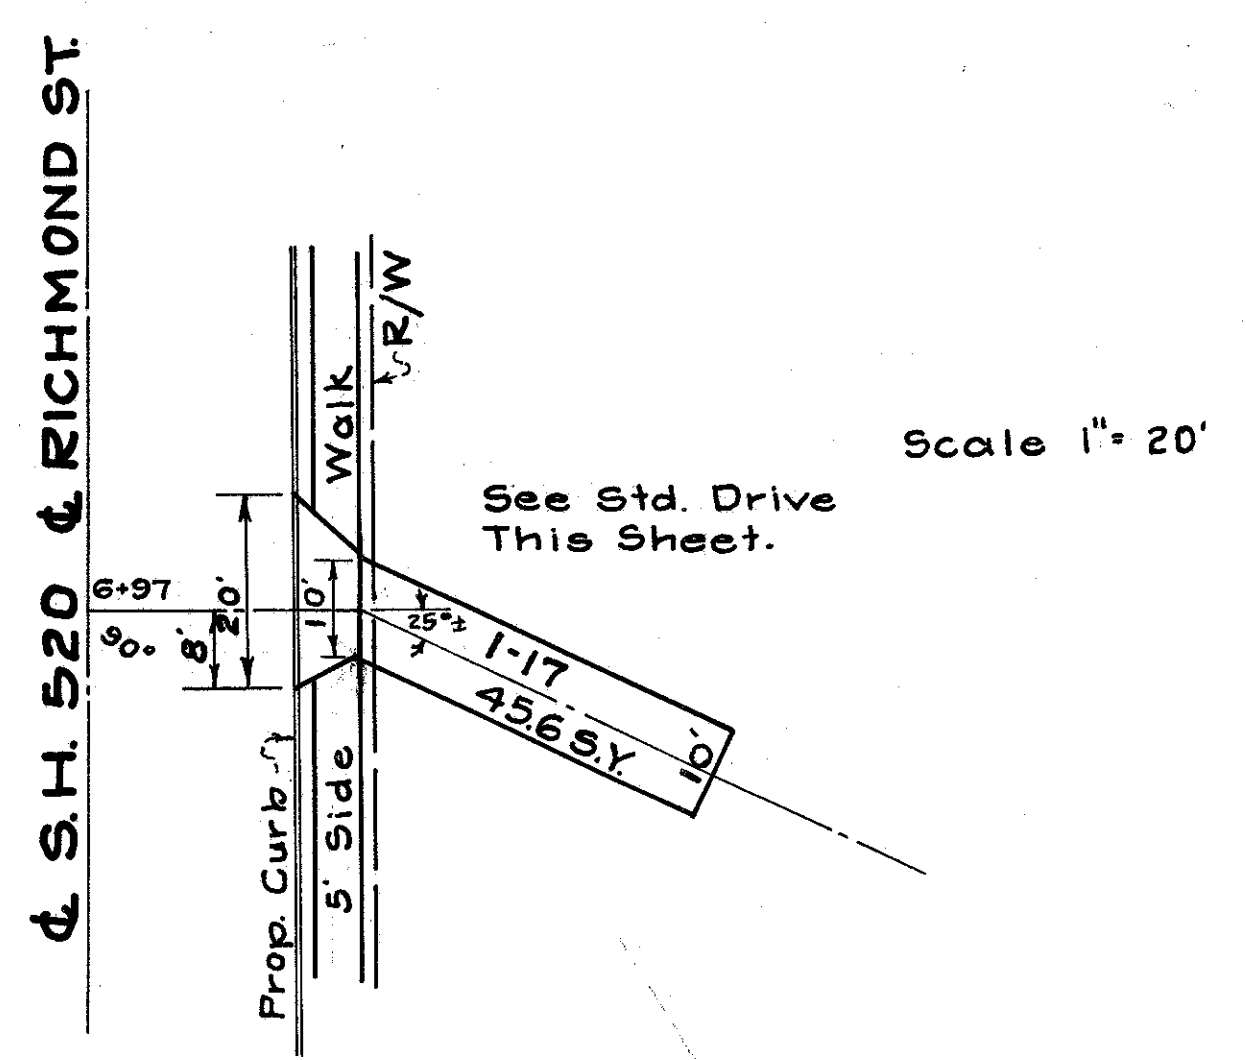 ℄ S.H. 520 ℄ RICHMOND ST.
R/W
Walk
5' Side
Prop. Curb
Scale 1"= 20'
See Std. Drive
This Sheet.
6+97
90°
8'
20'
10'
25°±
1-17
45.6 S.Y.
10'